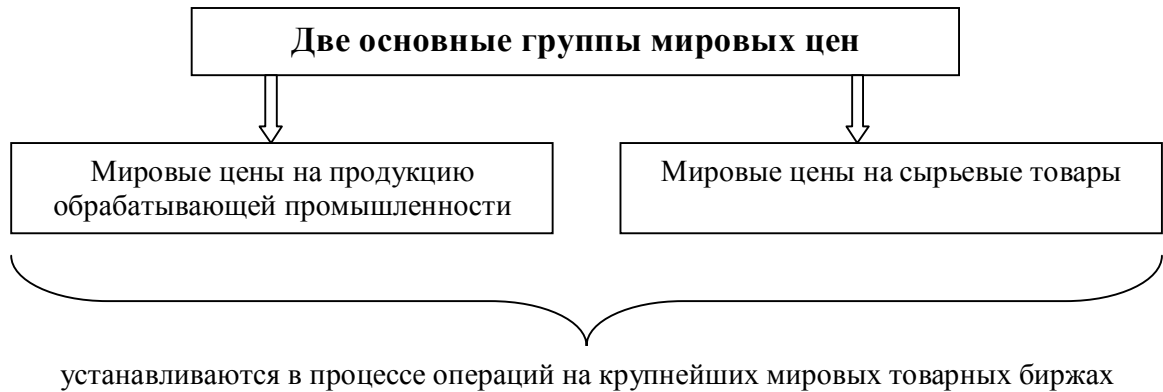 Две основные группы мировых цен
Мировые цены на продукцию
обрабатывающей промышленности
Мировые цены на сырьевые товары
устанавливаются в процессе операций на крупнейших мировых товарных биржах